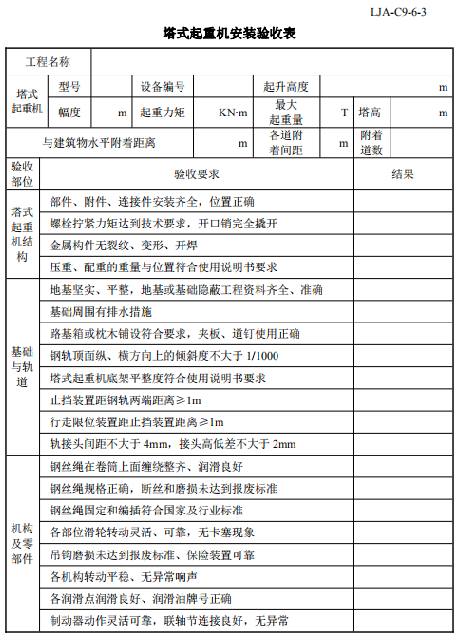 LJA-C9-6-3
塔式起重机安装验收表
工程名称
塔式
起重机
型号
设备编号
起升高度
m
幅度
m
起重力矩
KN·m
最大
起重量
T
塔高
m
与建筑物水平附着距离
m
各道附
着间距
m
附着
道数
验收
部位
验收要求
结果
塔式
起重
机结
构
部件、附件、连接件安装齐全，位置正确
螺栓拧紧力矩达到技术要求，开口销完全撬开
金属构件无裂纹、变形、开焊
压重、配重的重量与位置符合使用说明书要求
基础
与轨
道
地基坚实、平整，地基或基础隐蔽工程资料齐全、准确
基础周围有排水措施
路基箱或枕木铺设符合要求，夹板、道钉使用正确
钢轨顶面纵、横方向上的倾斜度不大于 1/1000
塔式起重机底架平整度符合使用说明书要求
止挡装置距钢轨两端距离≥1m
行走限位装置距止挡装置距离≥1m
轨接头间距不大于 4mm，接头高低差不大于 2mm
机构
及零
部件
钢丝绳在卷筒上面缠绕整齐、润滑良好
钢丝绳规格正确，断丝和磨损未达到报废标准
钢丝绳固定和编插符合国家及行业标准
各部位滑轮转动灵活、可靠，无卡塞现象
吊钩磨损未达到报废标准、保险装置可靠
各机构转动平稳、无异常响声
各润滑点润滑良好、润滑油牌号正确
制动器动作灵活可靠，联轴节连接良好，无异常